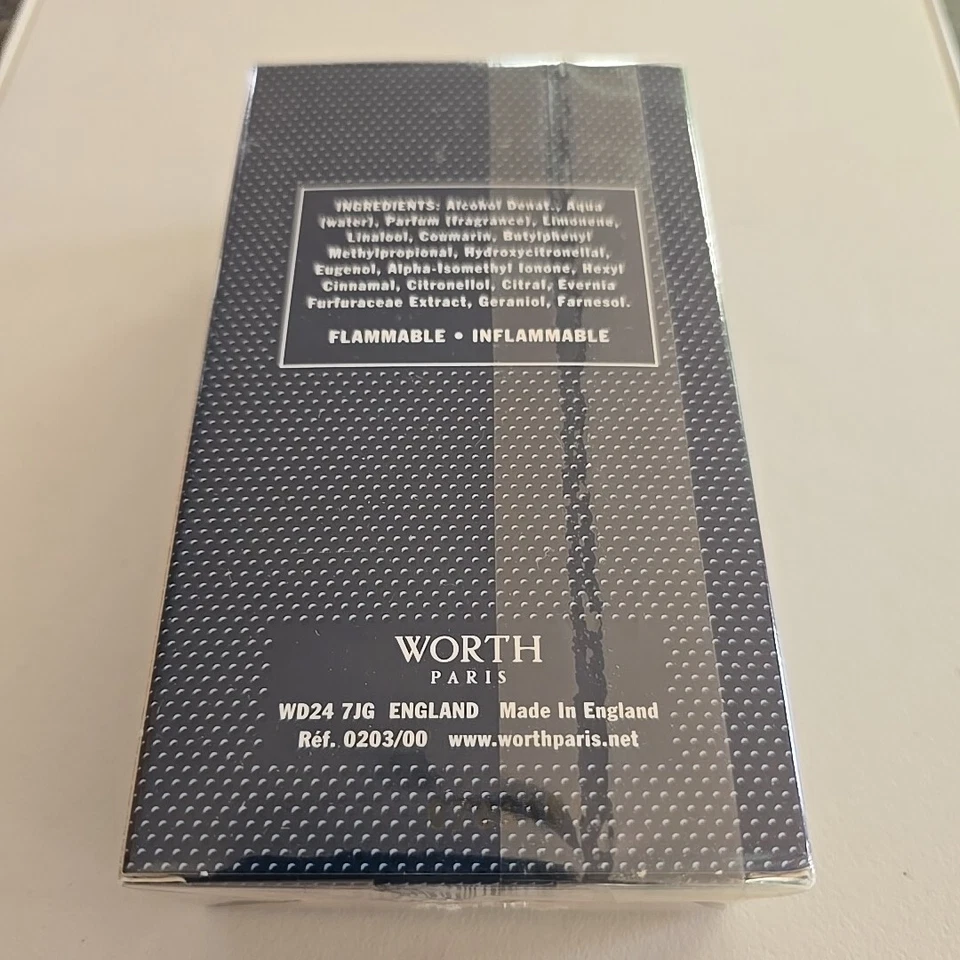 INGREDIENTS: Alcohol Denat., Aqua
(water), Parfum (fragrance), Limonene,
Linalool, Coumarin, Butylphenyl
Methylpropional, Hydroxycitronellal,
Eugenol, Alpha-Isomethyl Ionone, Hexyl
Cinnamal, Citronellol, Citral, Evernia
Furfuraceae Extract, Geraniol, Farnesol.
FLAMMABLE • INFLAMMABLE
WORTH
PARIS
WD24 7JG ENGLAND Made In England
Réf. 0203/00 www.worthparis.net